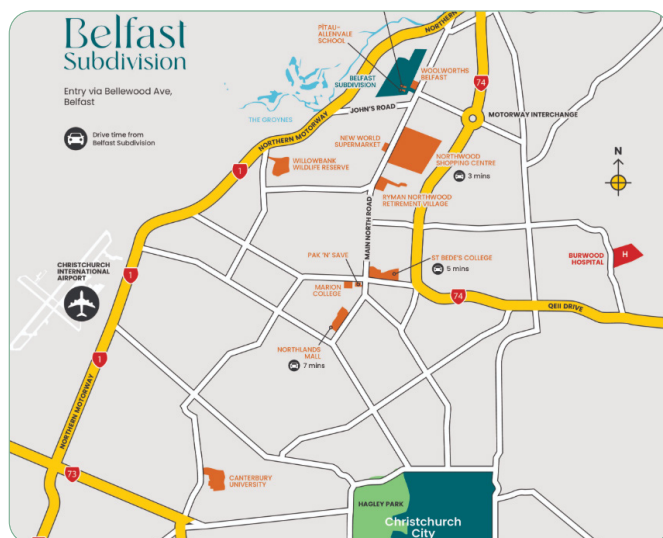 Belfast
Subdivision
Entry via Bellewood Ave,
Belfast
Drive time from
Belfast Subdivision
PĪTAU-
ALLENVALE
SCHOOL
NORTHERN
WOOLWORTHS
BELFAST
BELFAST
SUBDIVISION
74
THE GROYNES
JOHN'S ROAD
MOTORWAY INTERCHANGE
NORTHERN MOTORWAY
NEW WORLD
SUPERMARKET
NORTHWOOD
SHOPPING CENTRE
3 mins
N
1
WILLOWBANK
WILDLIFE RESERVE
RYMAN NORTHWOOD
RETIREMENT VILLAGE
MAIN NORTH ROAD
CHRISTCHURCH
INTERNATIONAL
AIRPORT
1
PAK 'N' SAVE
ST BEDE'S COLLEGE
5 mins
BURWOOD
HOSPITAL
H
MARION
COLLEGE
74
QEII DRIVE
NORTHLANDS
MALL
7 mins
1
NORTHERN MOTORWAY
73
CANTERBURY
UNIVERSITY
HAGLEY PARK
Christchurch
City